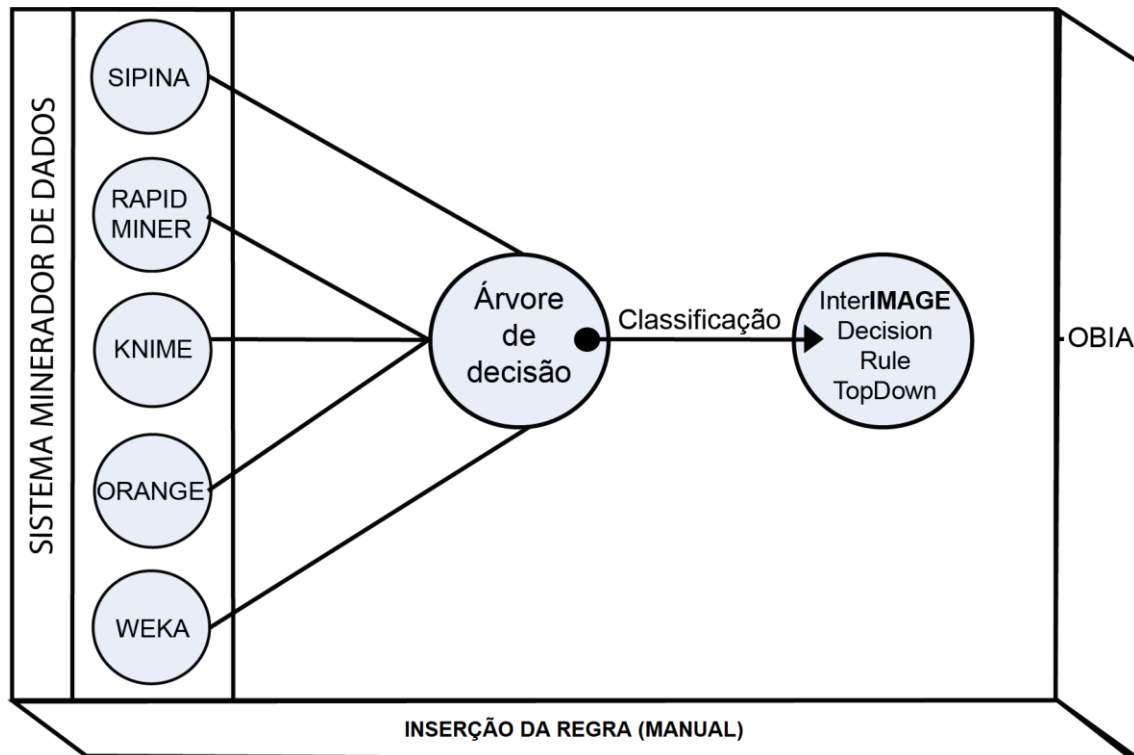 SISTEMA MINERADOR DE DADOS
SIPINA
RAPID
MINER
KNIME
ORANGE
WEKA
Árvore
de
decisão
Classificação
InterIMAGE
Decision
Rule
TopDown
OBIA
INSERÇÃO DA REGRA (MANUAL)